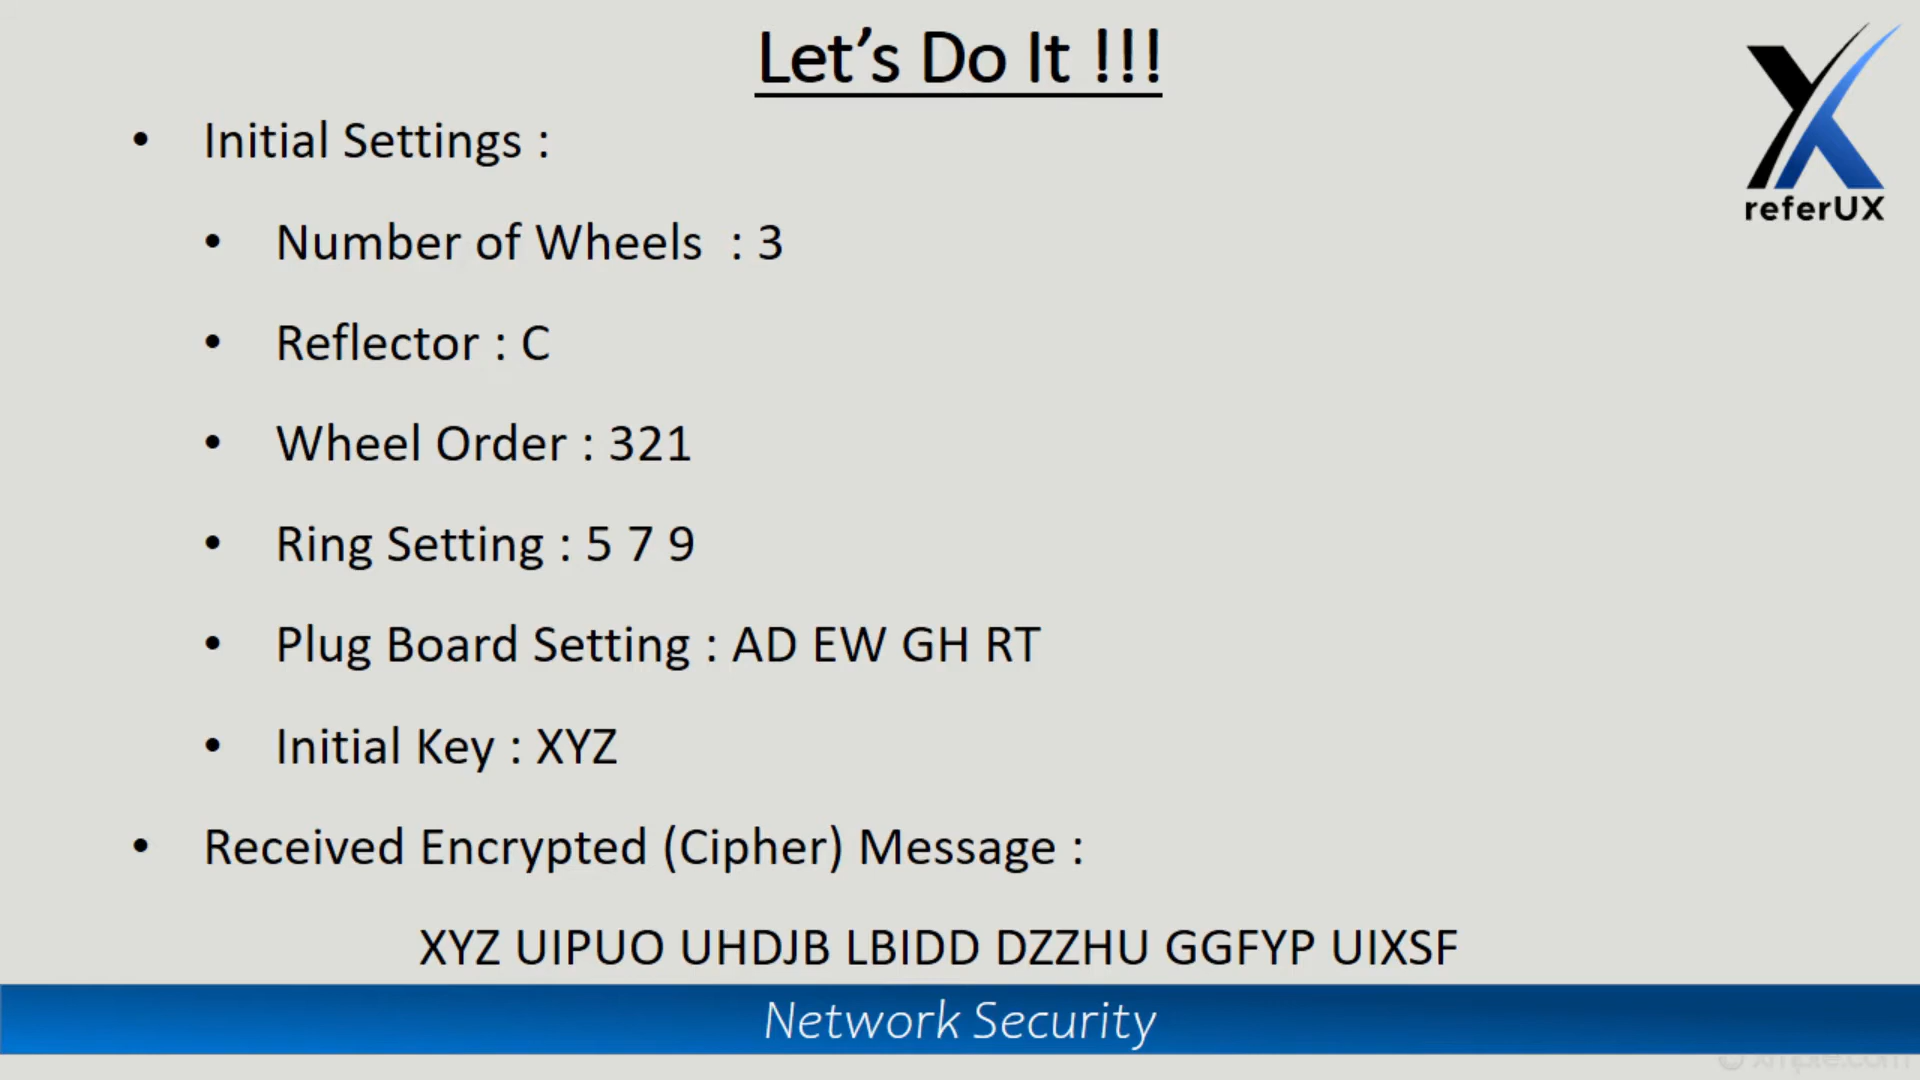 Let’s Do It !!!
referUX
• Initial Settings :
• Number of Wheels : 3
• Reflector : C
• Wheel Order : 321
• Ring Setting : 5 7 9
• Plug Board Setting : AD EW GH RT
• Initial Key : XYZ
• Received Encrypted (Cipher) Message :
XYZ UIPUO UHDJB LBIDD DZZHU GGFYP UIXSF
Network Security